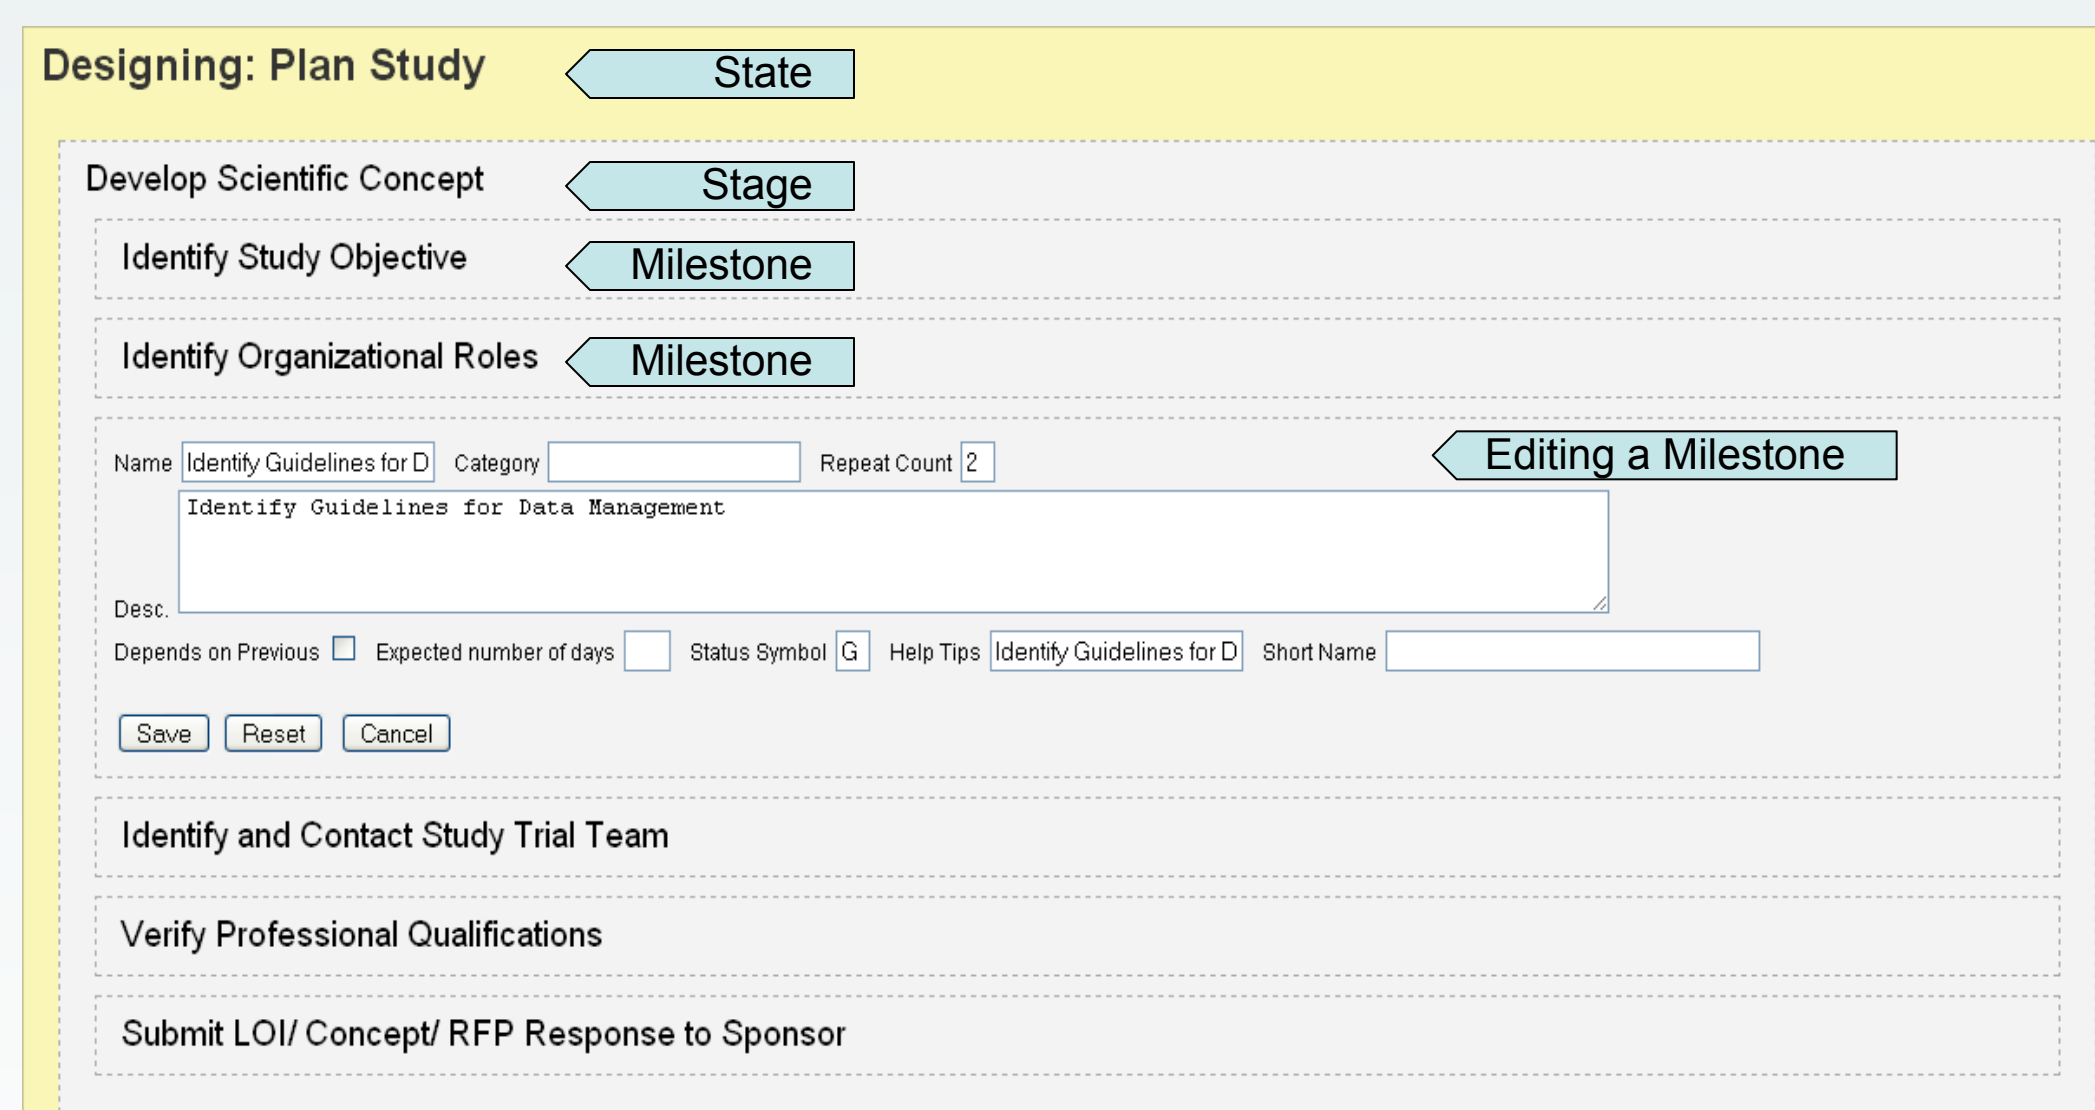 Designing: Plan Study State
Develop Scientific Concept Stage
Identify Study Objective Milestone
Identify Organizational Roles Milestone
Name Identify Guidelines for D Category Repeat Count 2 Editing a Milestone
Identify Guidelines for Data Management
Desc.
Depends on Previous Expected number of days Status Symbol G Help Tips Identify Guidelines for D Short Name
Save Reset Cancel
Identify and Contact Study Trial Team
Verify Professional Qualifications
Submit LOI/ Concept/ RFP Response to Sponsor